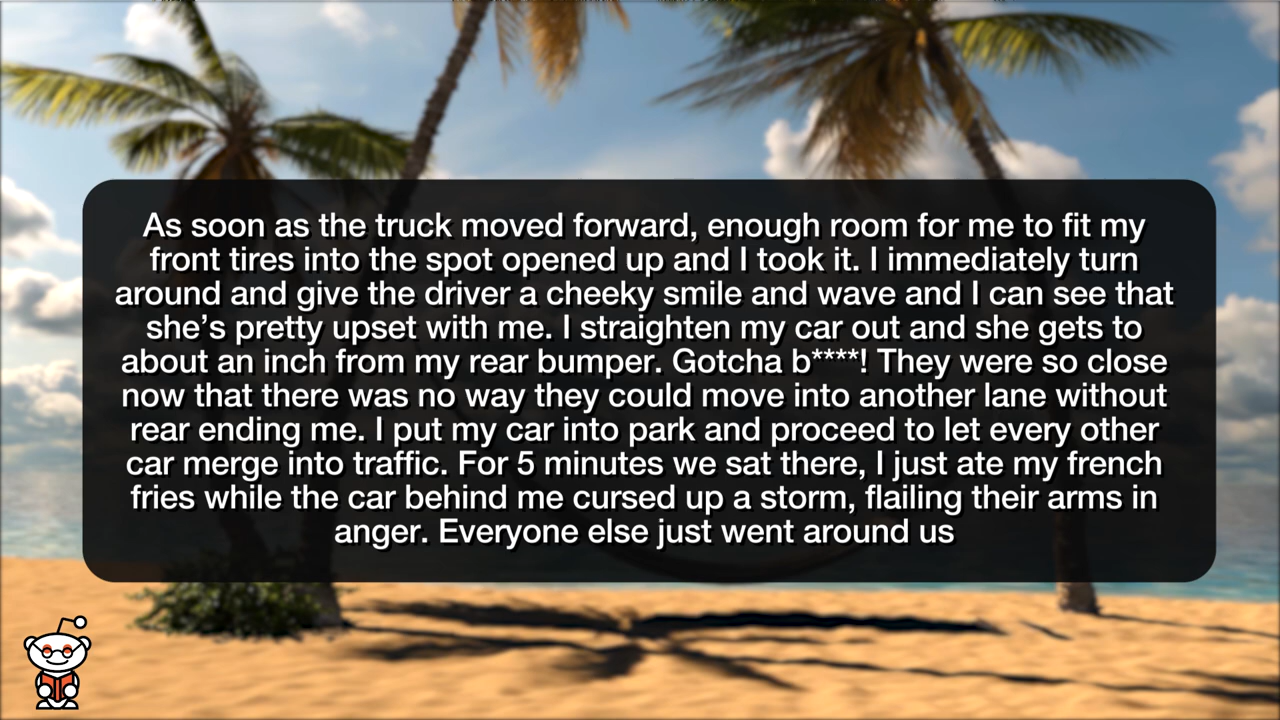 As soon as the truck moved forward, enough room for me to fit my
front tires into the spot opened up and I took it. I immediately turn
around and give the driver a cheeky smile and wave and I can see that
she’s pretty upset with me. I straighten my car out and she gets to
about an inch from my rear bumper. Gotcha b****! They were so close
now that there was no way they could move into another lane without
rear ending me. I put my car into park and proceed to let every other
car merge into traffic. For 5 minutes we sat there, I just ate my french
fries while the car behind me cursed up a storm, flailing their arms in
anger. Everyone else just went around us